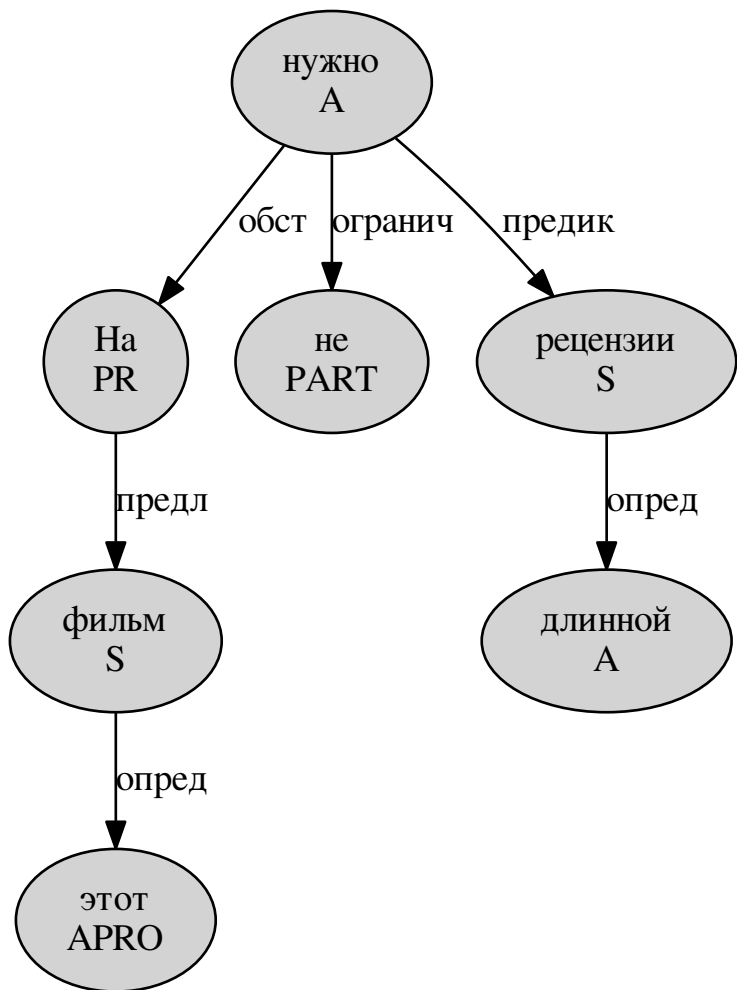 нужно
A
обст
огранич
предик
На
PR
не
PART
рецензии
S
предл
опред
фильм
S
длинной
A
опред
этот
APRO